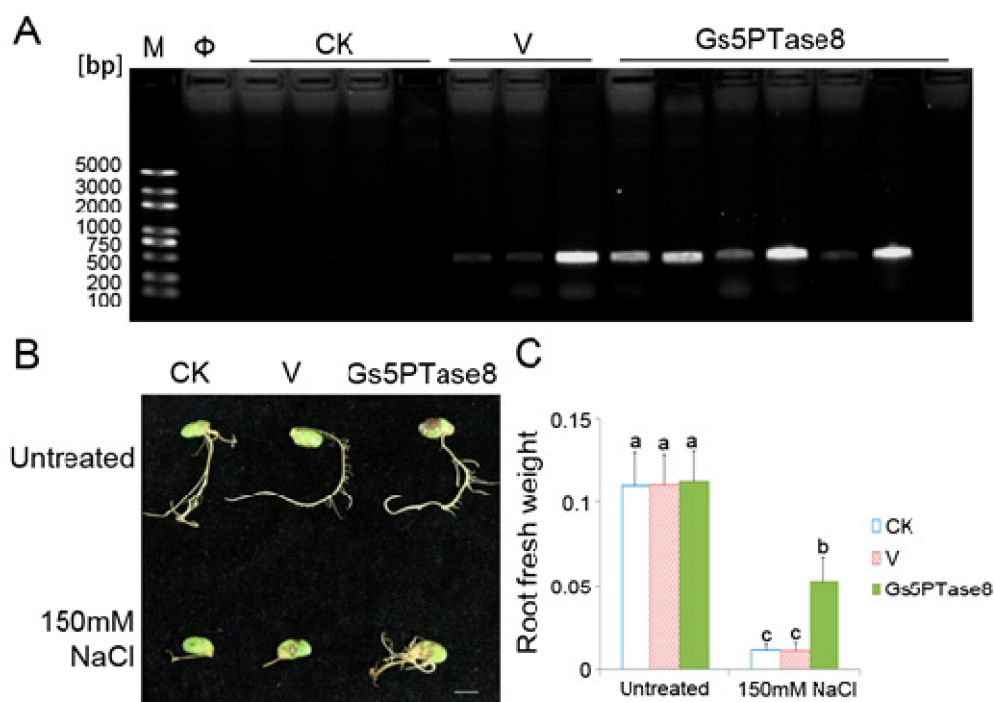 A
M Φ CK V Gs5PTase8
[bp]
5000
3000
2000
1000
750
500
200
100
B
CK V Gs5PTase8
Untreated
150mM
NaCl
C
Root fresh weight
0.15
0.1
0.05
0
a a a
c c b
Untreated 150mM NaCl
CK
V
Gs5PTase8